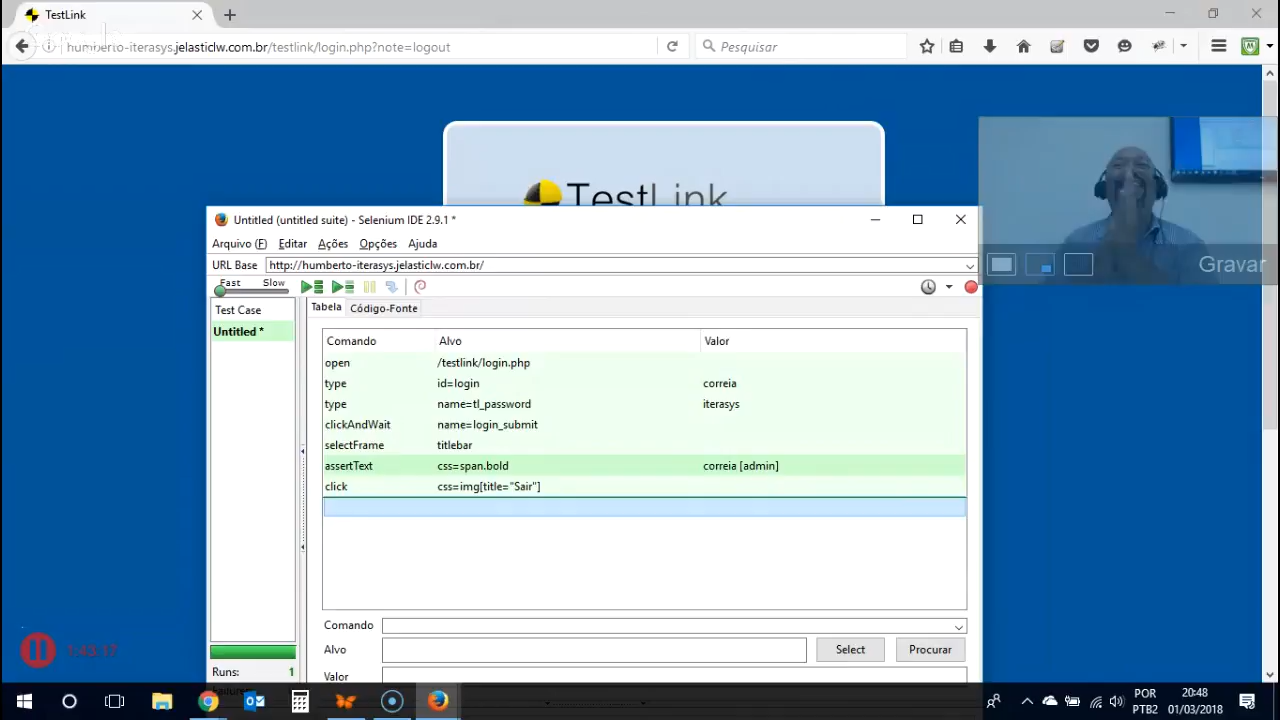 TestLink
humberto-iterasys.jelasticlw.com.br/testlink/login.php?note=logout
Pesquisar
TestLink
Untitled (untitled suite) - Selenium IDE 2.9.1 *
Arquivo (F) Editar Ações Opções Ajuda
URL Base http://humberto-iterasys.jelasticlw.com.br/
Fast Slow
Gravar
Test Case
Untitled *
Tabela Código-Fonte
Comando Alvo Valor
open /testlink/login.php
type id=login correia
type name=tl_password iterasys
clickAndWait name=login_submit
selectFrame titlebar
assertText css=span.bold correia [admin]
click css=img[title="Sair"]
Comando
Alvo Select Procurar
Valor
Runs: 1
1:43:17
POR
PTB2
20:48
01/03/2018